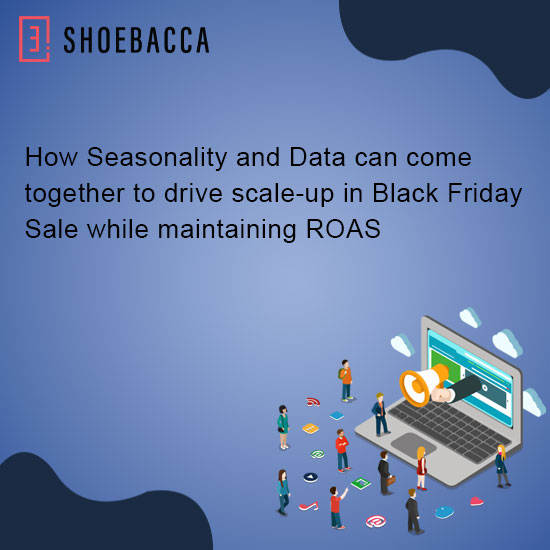 SHOEBACCA
How Seasonality and Data can come
together to drive scale-up in Black Friday
Sale while maintaining ROAS